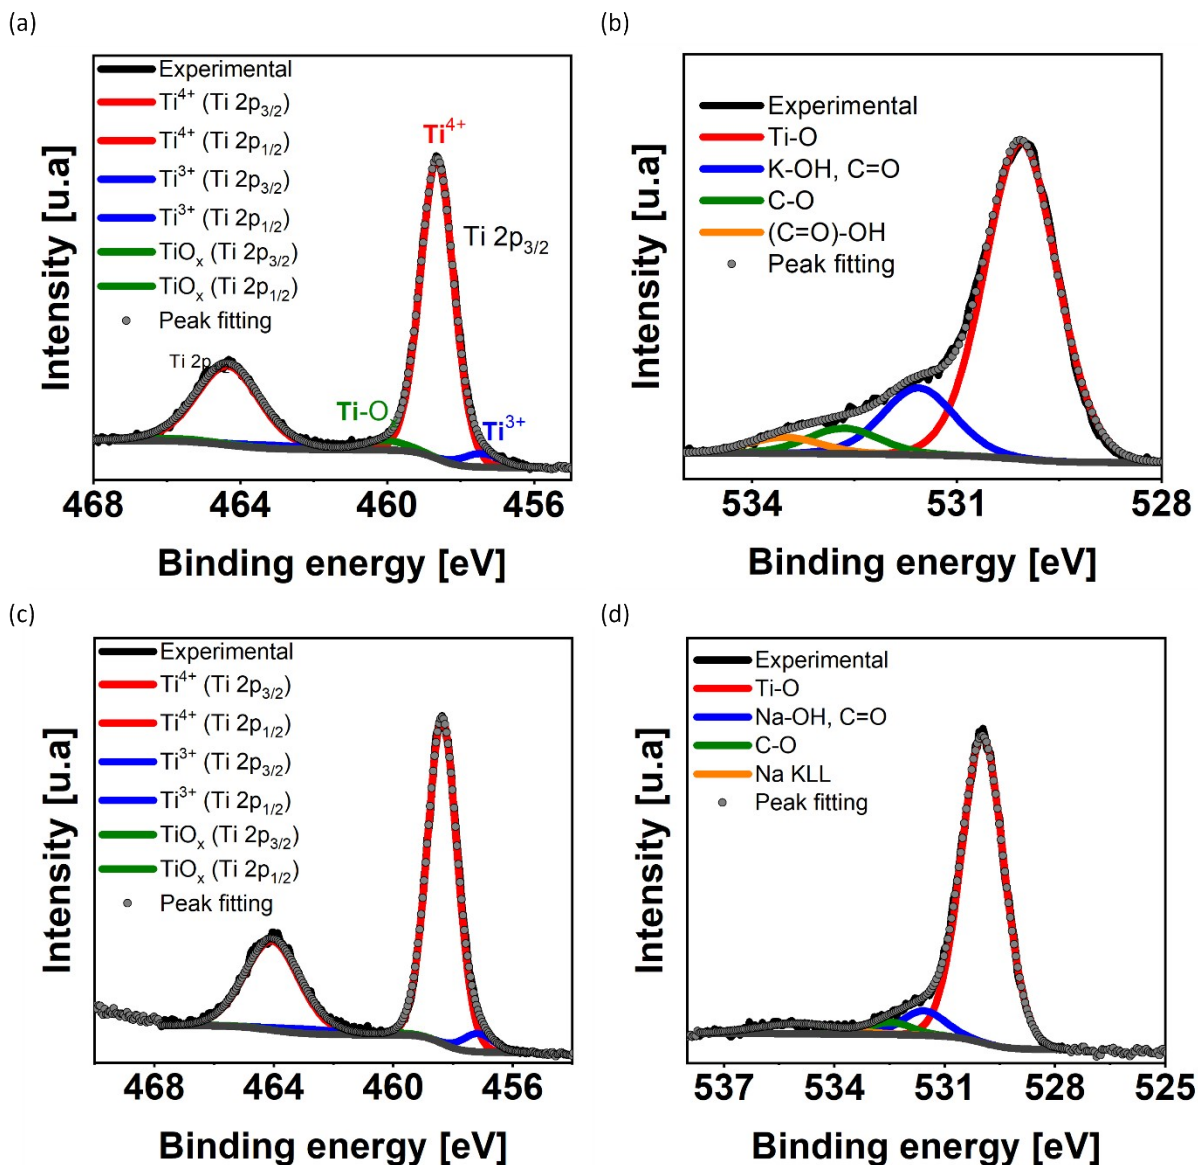 (a)
Experimental
Ti⁴⁺ (Ti 2p₃/₂)
Ti⁴⁺ (Ti 2p₁/₂)
Ti³⁺ (Ti 2p₃/₂)
Ti³⁺ (Ti 2p₁/₂)
TiOₓ (Ti 2p₃/₂)
TiOₓ (Ti 2p₁/₂)
Peak fitting
Ti⁴⁺
Ti 2p₃/₂
Ti 2p
Ti-O
Ti³⁺
Intensity [u.a]
468 464 460 456
Binding energy [eV]
(b)
Experimental
Ti-O
K-OH, C=O
C-O
(C=O)-OH
Peak fitting
Intensity [u.a]
534 531 528
Binding energy [eV]
(c)
Experimental
Ti⁴⁺ (Ti 2p₃/₂)
Ti⁴⁺ (Ti 2p₁/₂)
Ti³⁺ (Ti 2p₃/₂)
Ti³⁺ (Ti 2p₁/₂)
TiOₓ (Ti 2p₃/₂)
TiOₓ (Ti 2p₁/₂)
Peak fitting
Intensity [u.a]
468 464 460 456
Binding energy [eV]
(d)
Experimental
Ti-O
Na-OH, C=O
C-O
Na KLL
Peak fitting
Intensity [u.a]
537 534 531 528 525
Binding energy [eV]